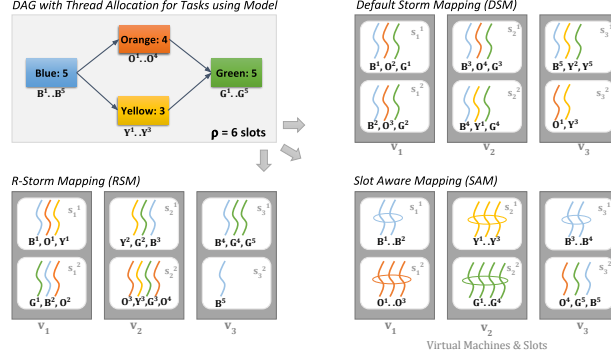 DAG with Thread Allocation for Tasks using Model
Orange: 4
O¹..O⁴
Blue: 5
B¹..B⁵
Green: 5
G¹..G⁵
Yellow: 3
Y¹..Y³
ρ = 6 slots
Default Storm Mapping (DSM)
s₁¹
B¹, O², G¹
s₁²
B², O³, G²
v₁
s₂¹
B³, O⁴, G³
s₂²
B⁴, Y¹, G⁴
v₂
s₃¹
B⁵, Y², Y⁵
s₃²
O¹, Y³
v₃
R-Storm Mapping (RSM)
s₁¹
B¹, O¹, Y¹
s₁²
G¹, B², O²
v₁
s₂¹
Y², G², B³
s₂²
O³,Y³,G³,O⁴
v₂
s₃¹
B⁴, G⁴, G⁵
s₃²
B⁵
v₃
Slot Aware Mapping (SAM)
s₁¹
B¹..B²
s₁²
O¹..O³
v₁
s₂¹
Y¹..Y³
s₂²
G¹..G⁴
v₂
s₃¹
B³..B⁴
s₃²
O⁴, G⁵, B⁵
v₃
Virtual Machines & Slots